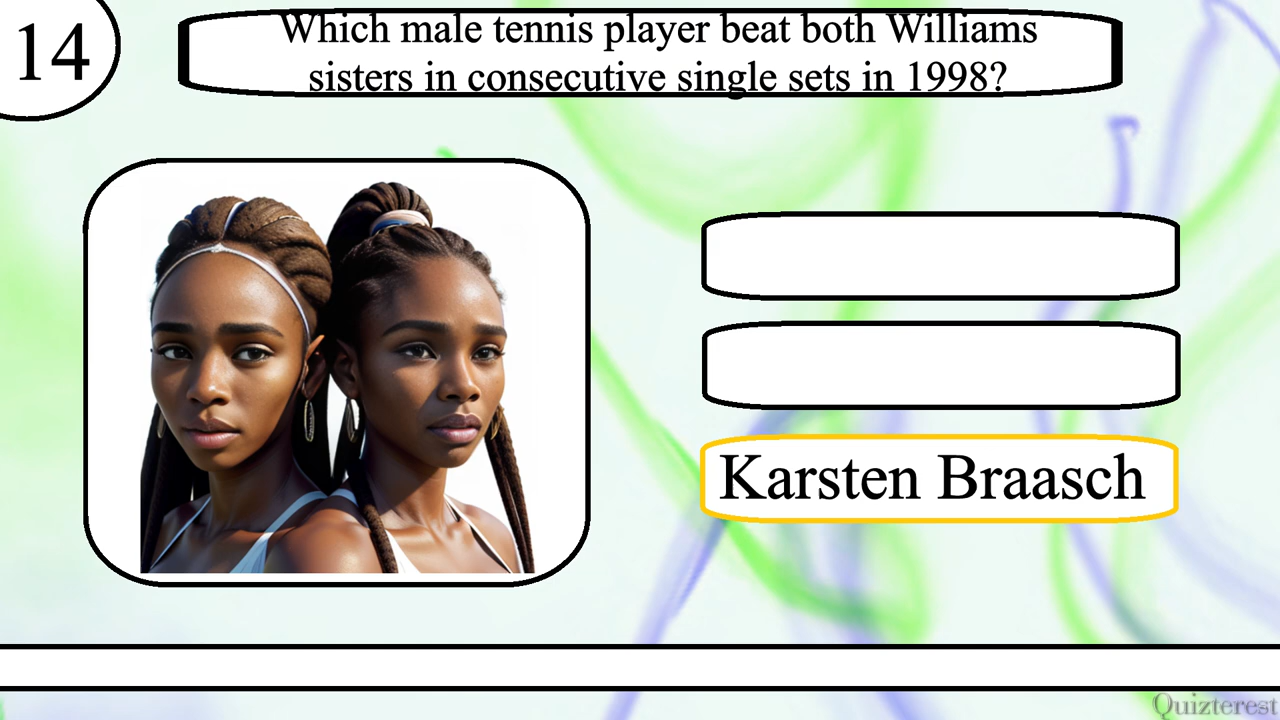 14
Which male tennis player beat both Williams
sisters in consecutive single sets in 1998?
Karsten Braasch
Quizterest